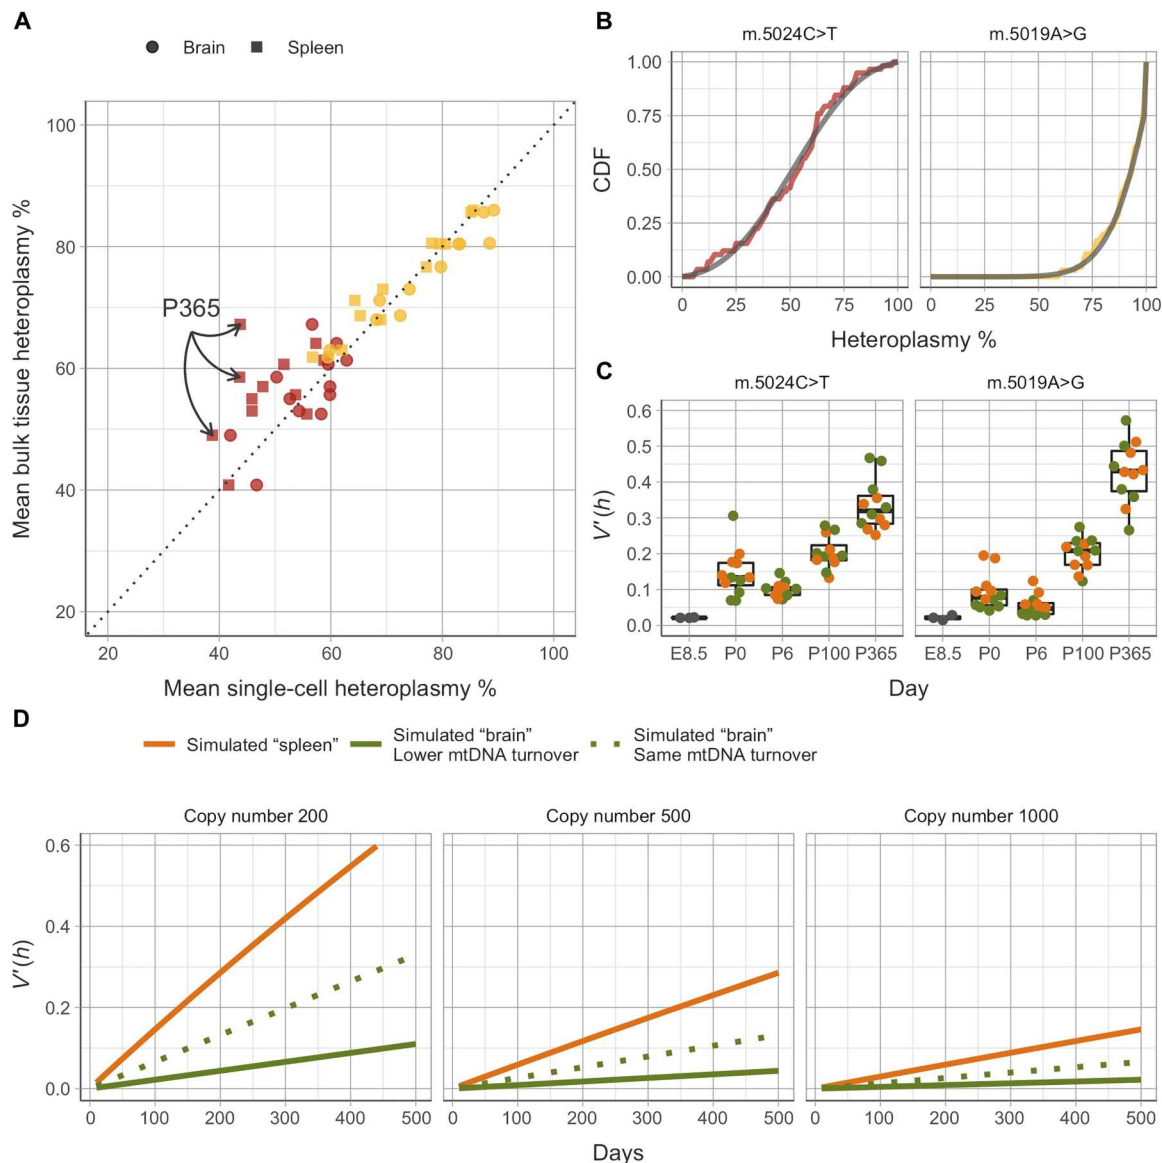 A
Brain
Spleen
100
80
60
40
20
P365
20 40 60 80 100
Mean bulk tissue heteroplasmy %
Mean single-cell heteroplasmy %
B
m.5024C>T
m.5019A>G
1.00
0.75
0.50
0.25
0.00
CDF
0 25 50 75 100
0 25 50 75 100
Heteroplasmy %
C
m.5024C>T
m.5019A>G
0.6
0.5
0.4
0.3
0.2
0.1
0.0
V′(h)
E8.5 P0 P6 P100 P365
E8.5 P0 P6 P100 P365
Day
D
Simulated “spleen”
Simulated “brain”
Lower mtDNA turnover
Simulated “brain”
Same mtDNA turnover
Copy number 200
Copy number 500
Copy number 1000
0.6
0.4
0.2
0.0
V′(h)
0 100 200 300 400 500
0 100 200 300 400 500
0 100 200 300 400 500
Days